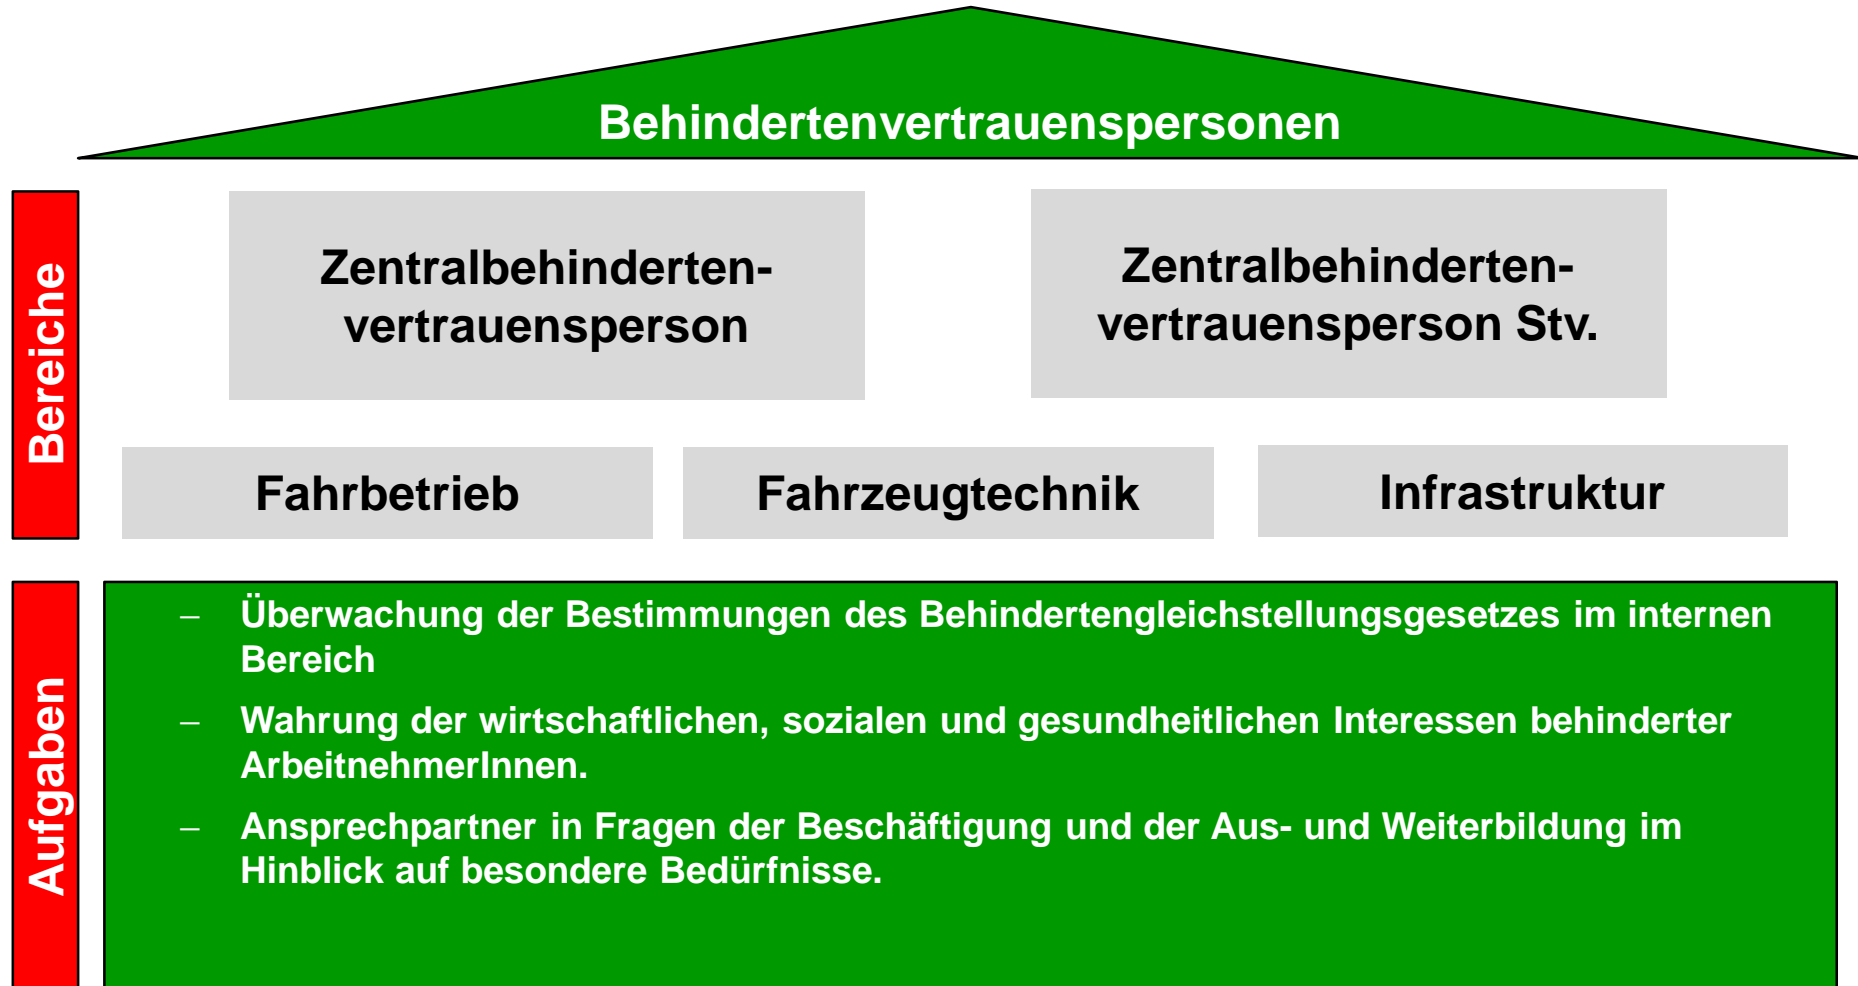 Behindertenvertrauenspersonen
Bereiche
Zentralbehinderten-
vertrauensperson
Zentralbehinderten-
vertrauensperson Stv.
Fahrbetrieb
Fahrzeugtechnik
Infrastruktur
Aufgaben
– Überwachung der Bestimmungen des Behindertengleichstellungsgesetzes im internen
Bereich
– Wahrung der wirtschaftlichen, sozialen und gesundheitlichen Interessen behinderter
ArbeitnehmerInnen.
– Ansprechpartner in Fragen der Beschäftigung und der Aus- und Weiterbildung im
Hinblick auf besondere Bedürfnisse.